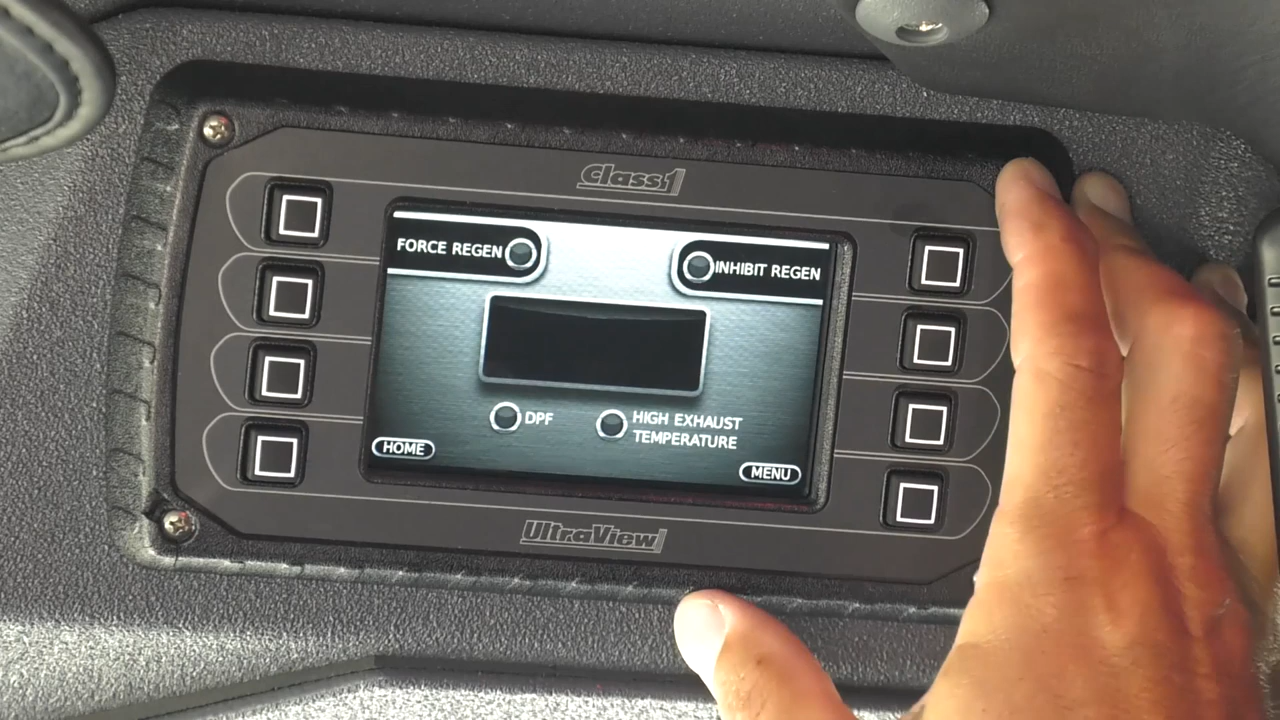 Class1
FORCE REGEN
INHIBIT REGEN
DPF
HIGH EXHAUST
TEMPERATURE
HOME
MENU
UltraView